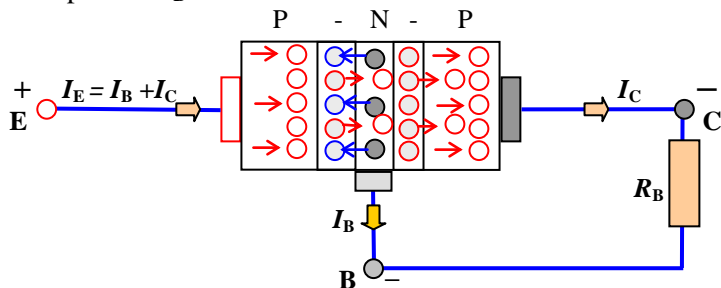 P - N - P
+ I_E = I_B + I_C I_C −
E C
R_B
I_B
B −